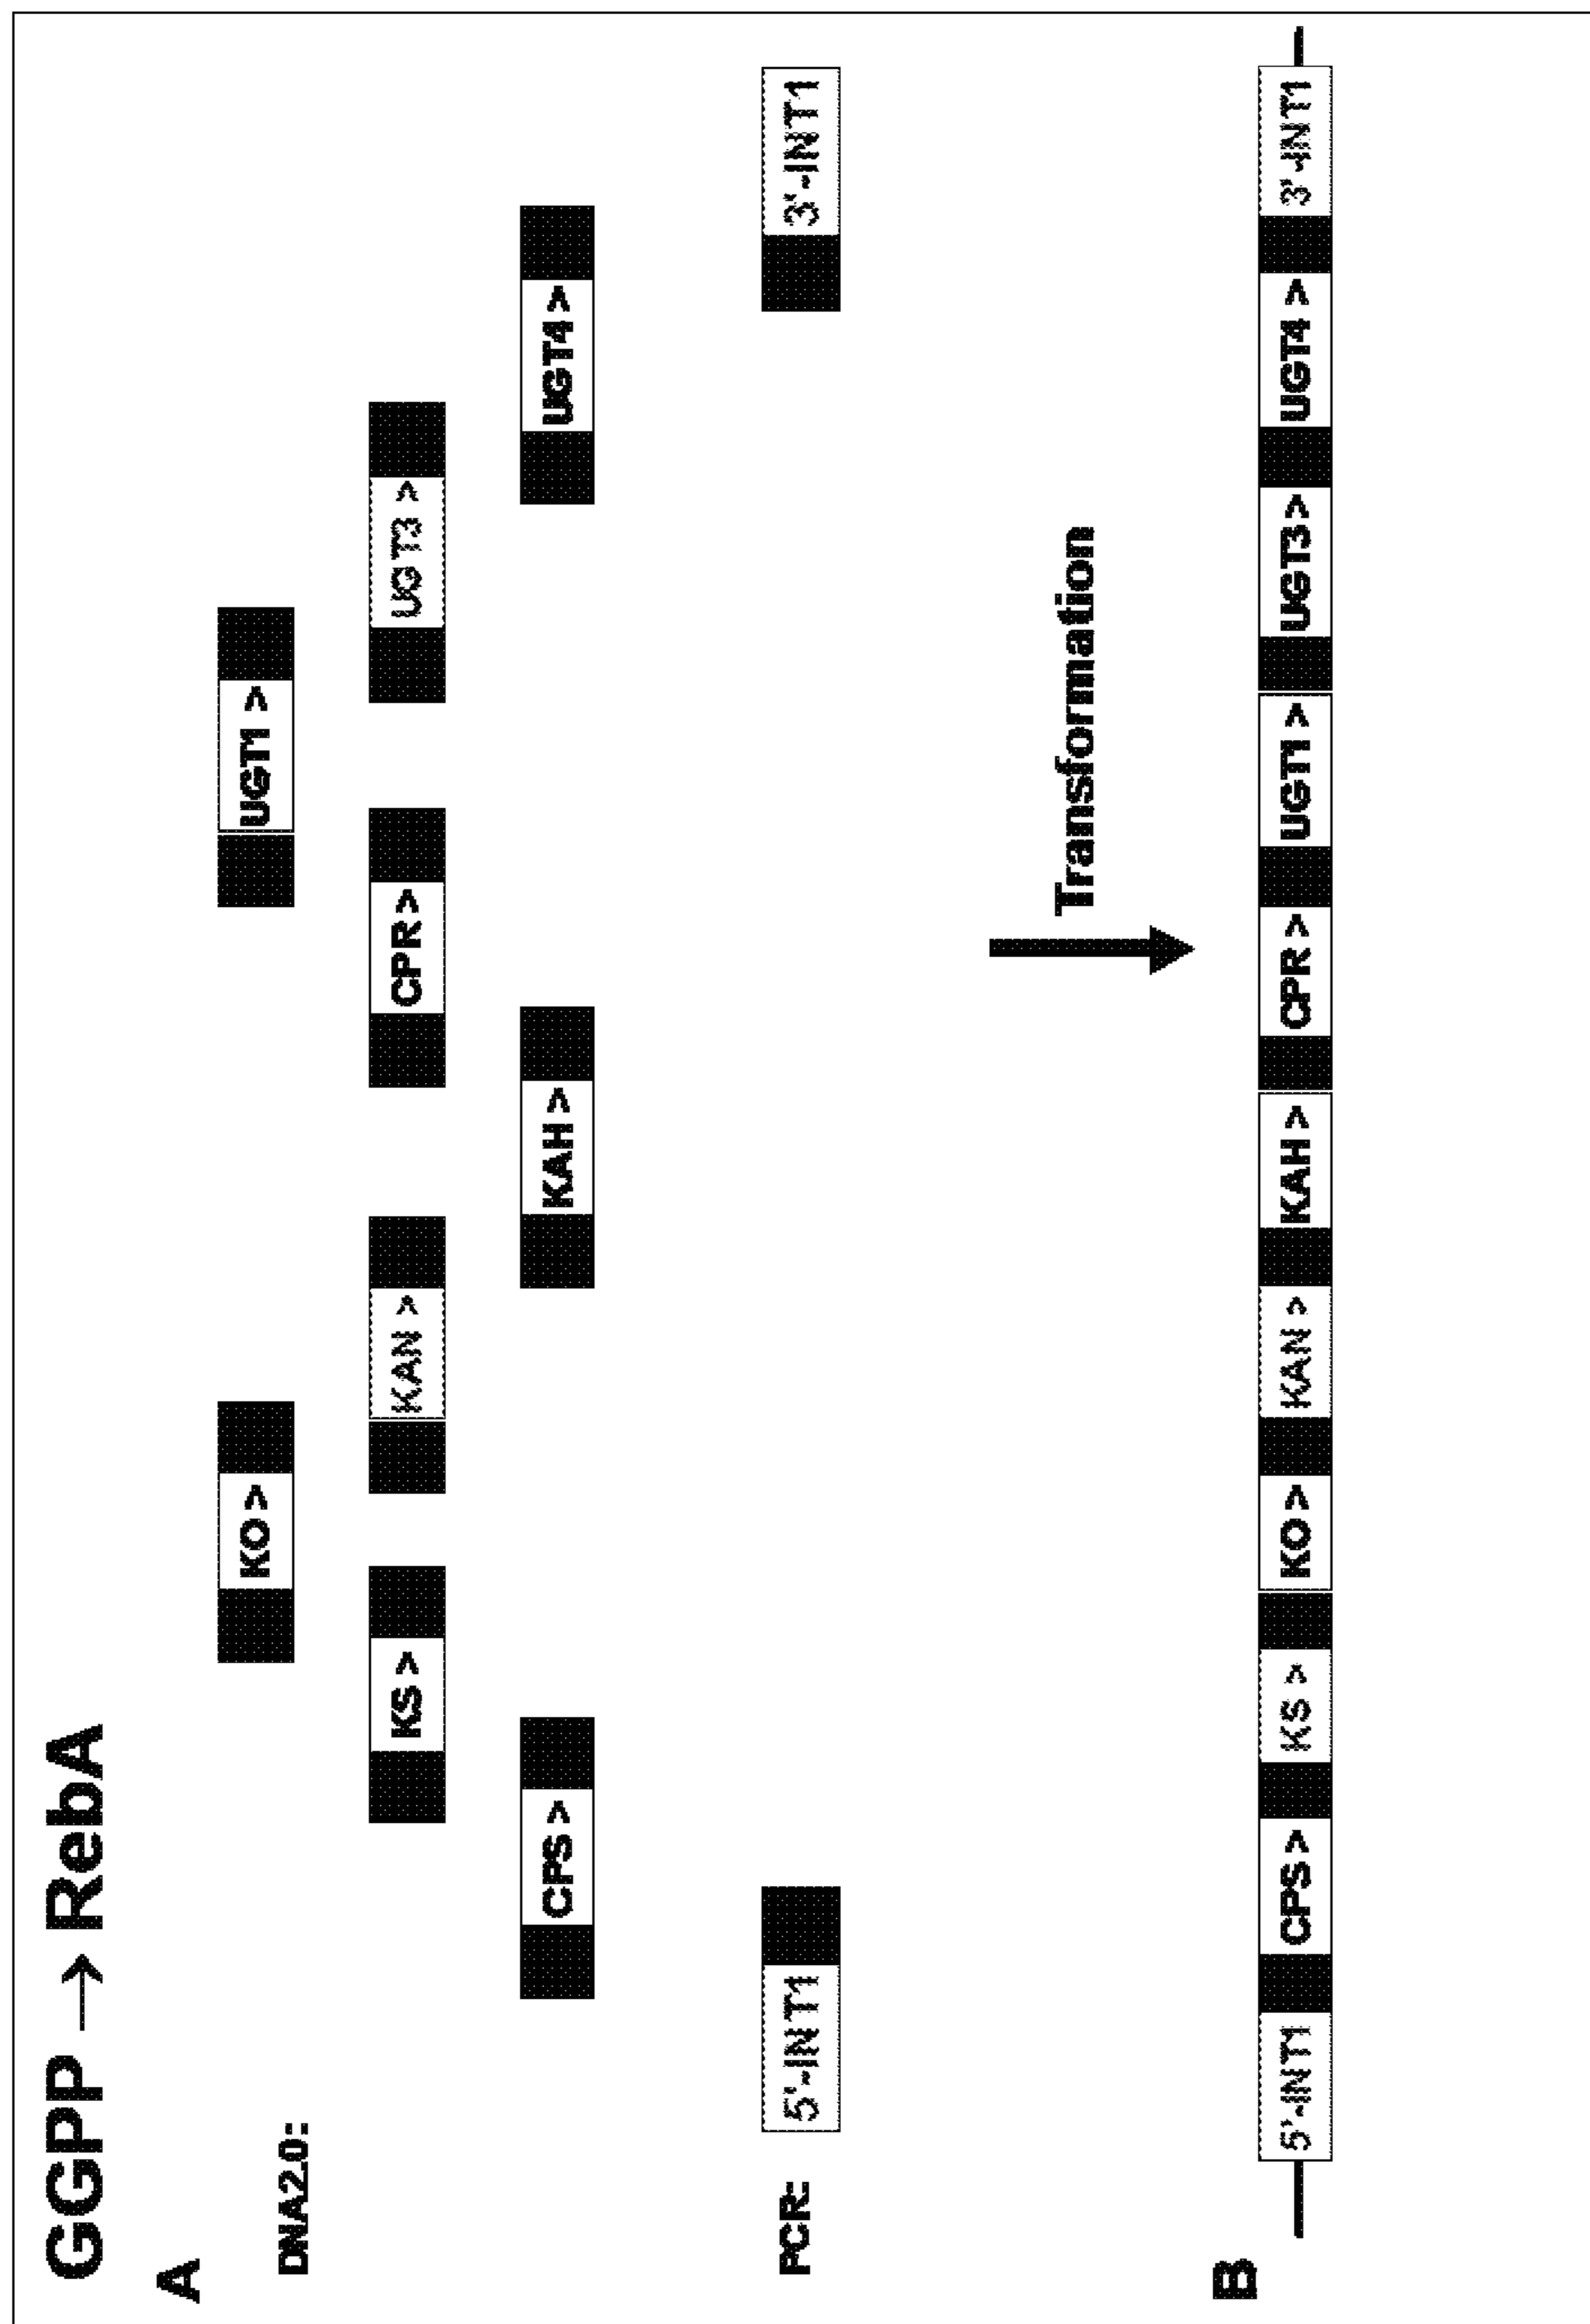 GGPP → RebA
A
DNA2.0:
KO > UGT1 >
KS > KAN > CPR > UGT3 >
CPS > KAH > UGT4 >
PCR: 5'-INT1 3'-INT1
Transformation
B
5'-INT1 CPS > KS > KO > KAN > KAH > CPR > UGT1 > UGT3 > UGT4 > 3'-INT1